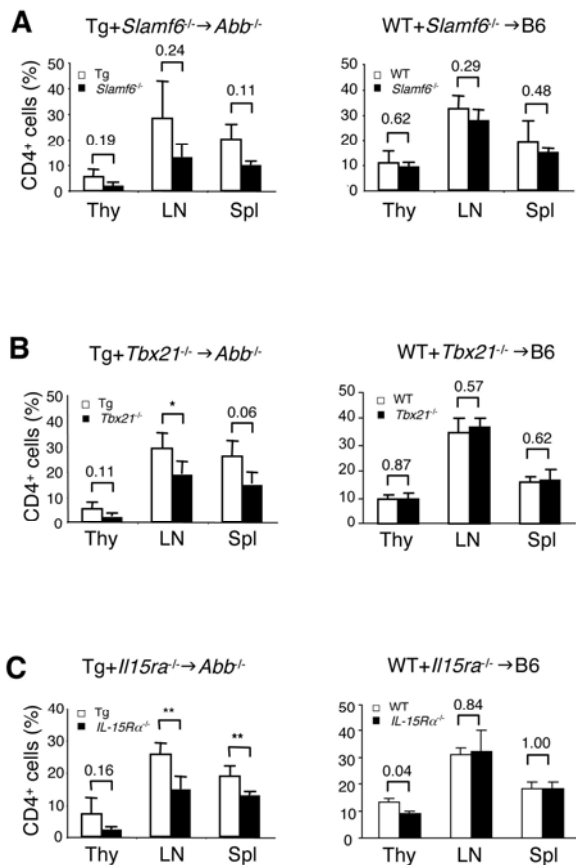 A
Tg+Slamf6-/-→Abb-/-
WT+Slamf6-/-→B6
CD4+ cells (%)
50
40
30
20
10
0
Tg
Slamf6-/-
0.19
0.24
0.11
Thy LN Spl
50
40
30
20
10
0
WT
Slamf6-/-
0.62
0.29
0.48
Thy LN Spl
B
Tg+Tbx21-/-→Abb-/-
WT+Tbx21-/-→B6
CD4+ cells (%)
50
40
30
20
10
0
Tg
Tbx21-/-
0.11
*
0.06
Thy LN Spl
50
40
30
20
10
0
WT
Tbx21-/-
0.87
0.57
0.62
Thy LN Spl
C
Tg+Il15ra-/-→Abb-/-
WT+Il15ra-/-→B6
CD4+ cells (%)
40
30
20
10
0
Tg
IL-15Rα-/-
0.16
**
**
Thy LN Spl
40
30
20
10
0
WT
IL-15Rα-/-
0.04
0.84
1.00
Thy LN Spl